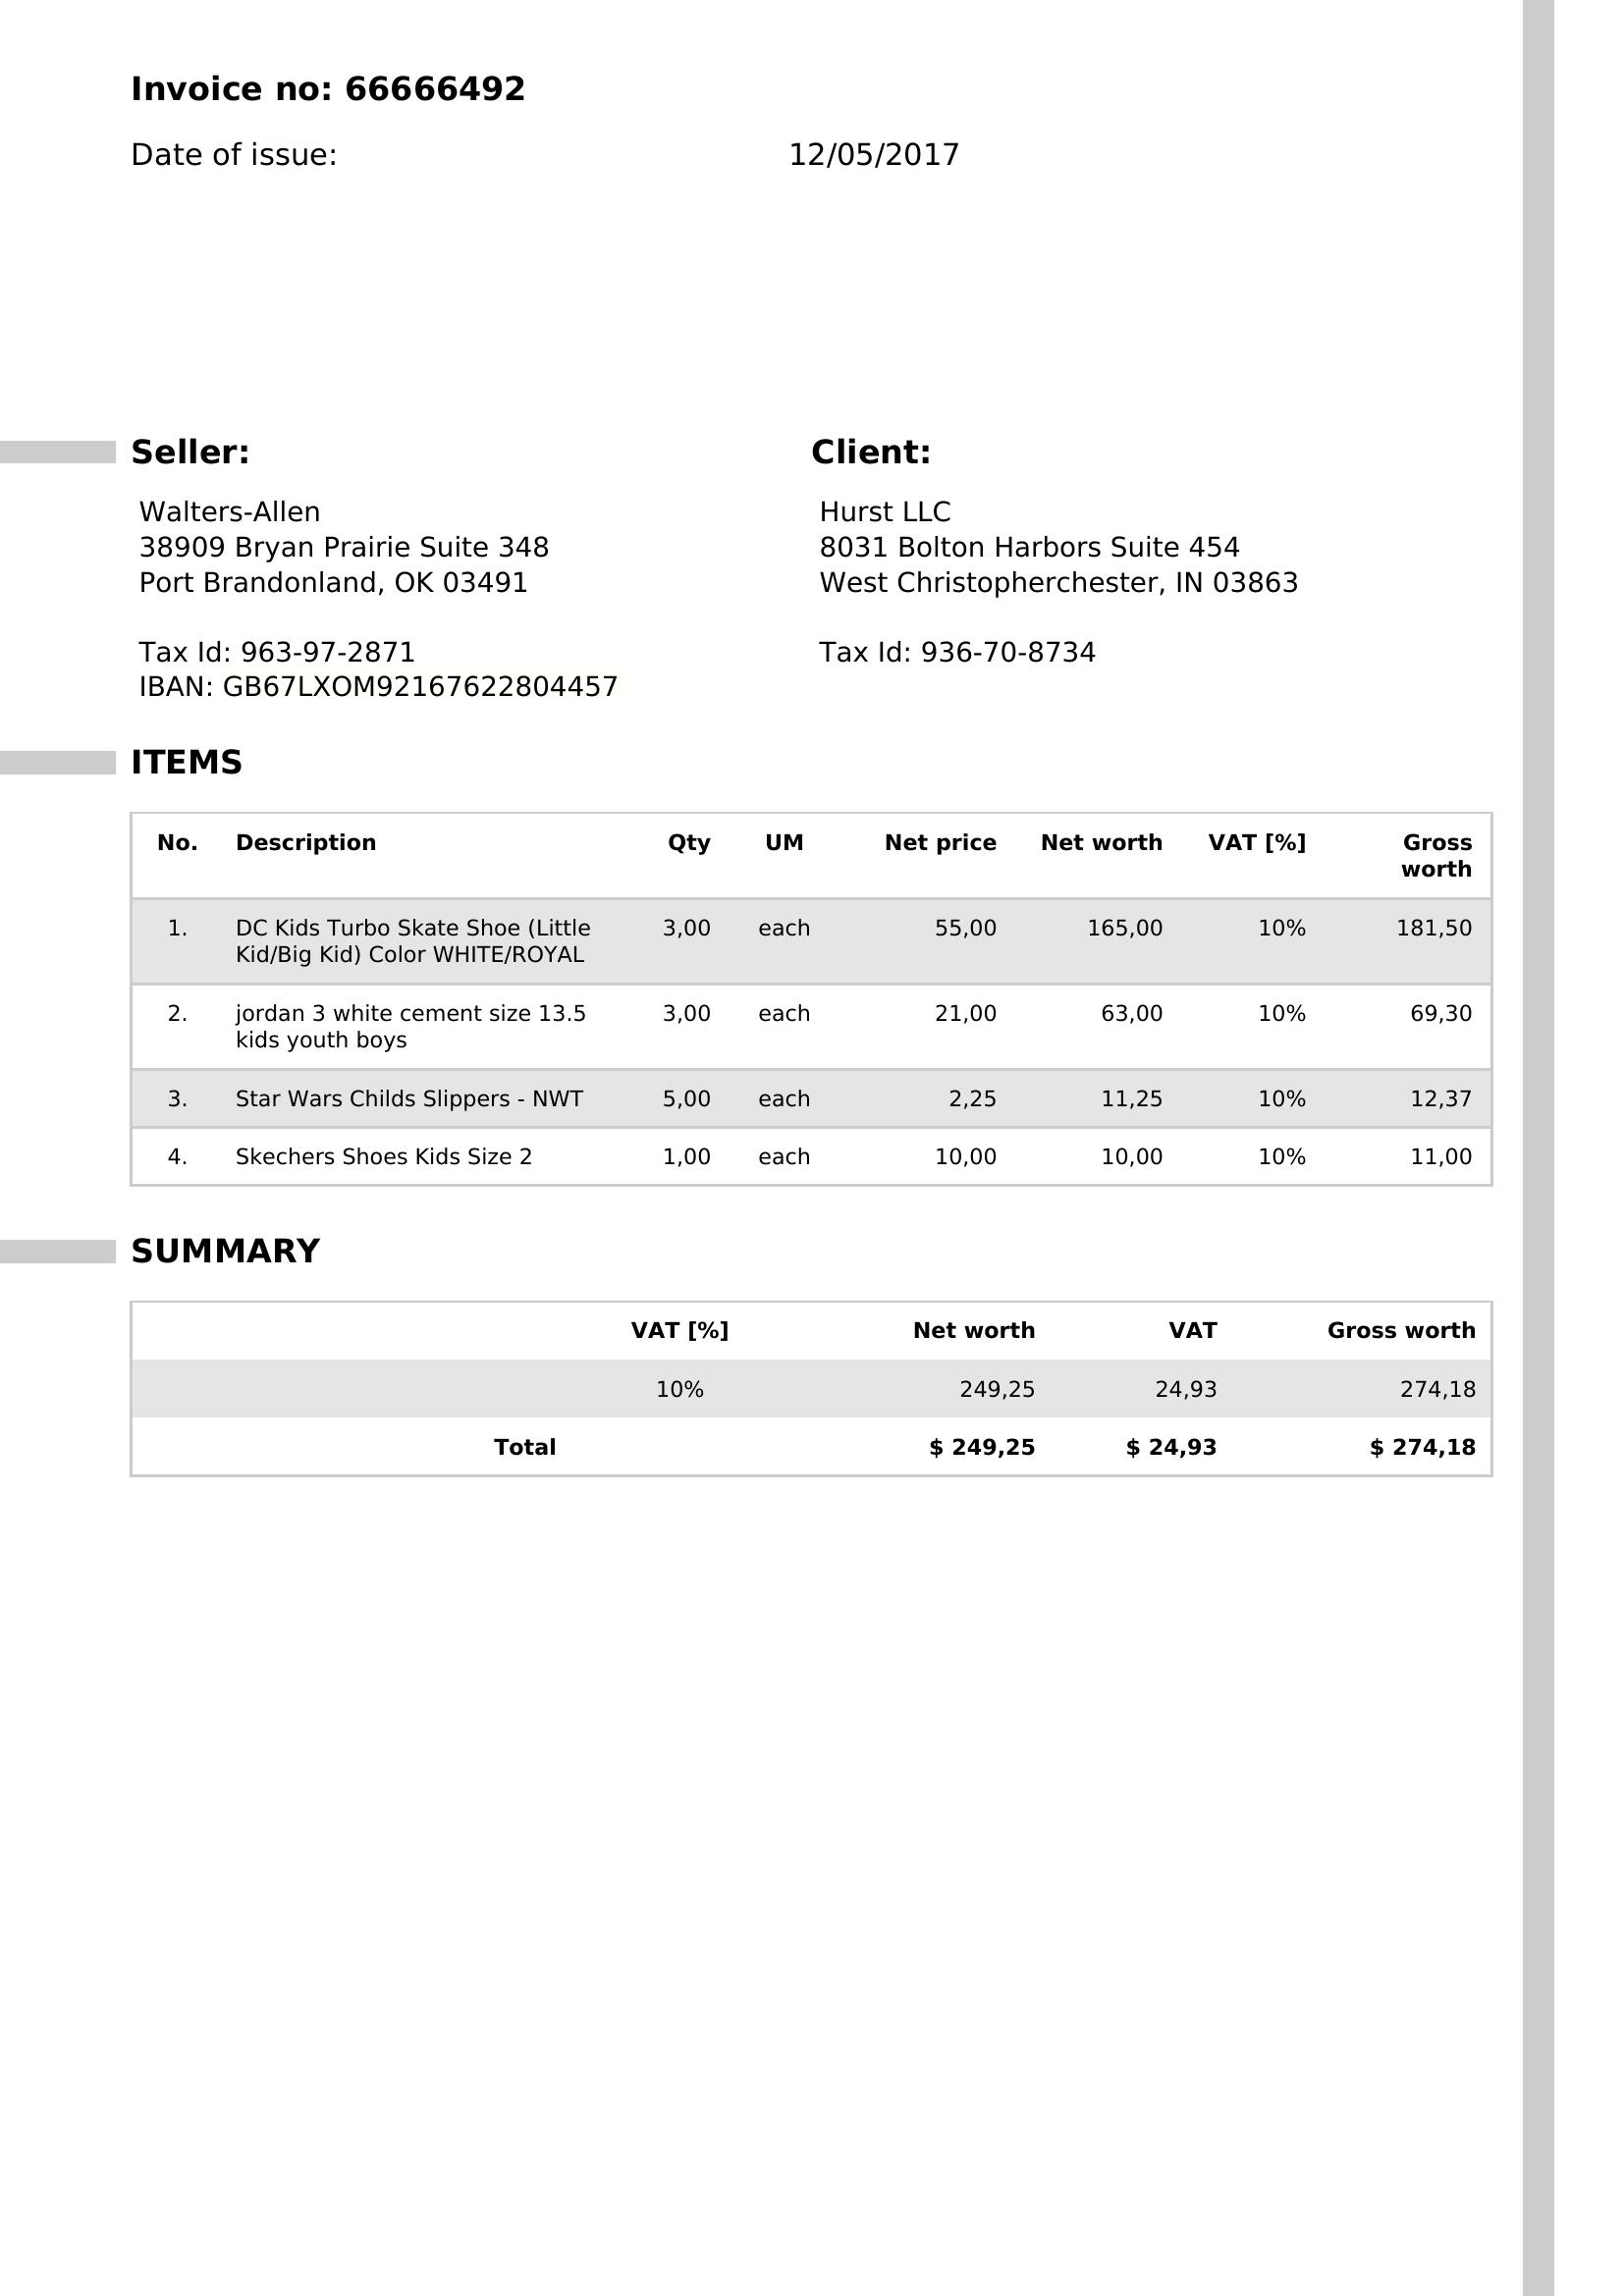 Invoice no: 66666492
Date of issue: 12/05/2017
Seller:
Walters-Allen
38909 Bryan Prairie Suite 348
Port Brandonland, OK 03491
Tax Id: 963-97-2871
IBAN: GB67LXOM92167622804457
Client:
Hurst LLC
8031 Bolton Harbors Suite 454
West Christopherchester, IN 03863
Tax Id: 936-70-8734
ITEMS
No. Description Qty UM Net price Net worth VAT [%] Gross
worth
1. DC Kids Turbo Skate Shoe (Little 3,00 each 55,00 165,00 10% 181,50
Kid/Big Kid) Color WHITE/ROYAL
2. jordan 3 white cement size 13.5 3,00 each 21,00 63,00 10% 69,30
kids youth boys
3. Star Wars Childs Slippers - NWT 5,00 each 2,25 11,25 10% 12,37
4. Skechers Shoes Kids Size 2 1,00 each 10,00 10,00 10% 11,00
SUMMARY
VAT [%] Net worth VAT Gross worth
10% 249,25 24,93 274,18
Total $ 249,25 $ 24,93 $ 274,18